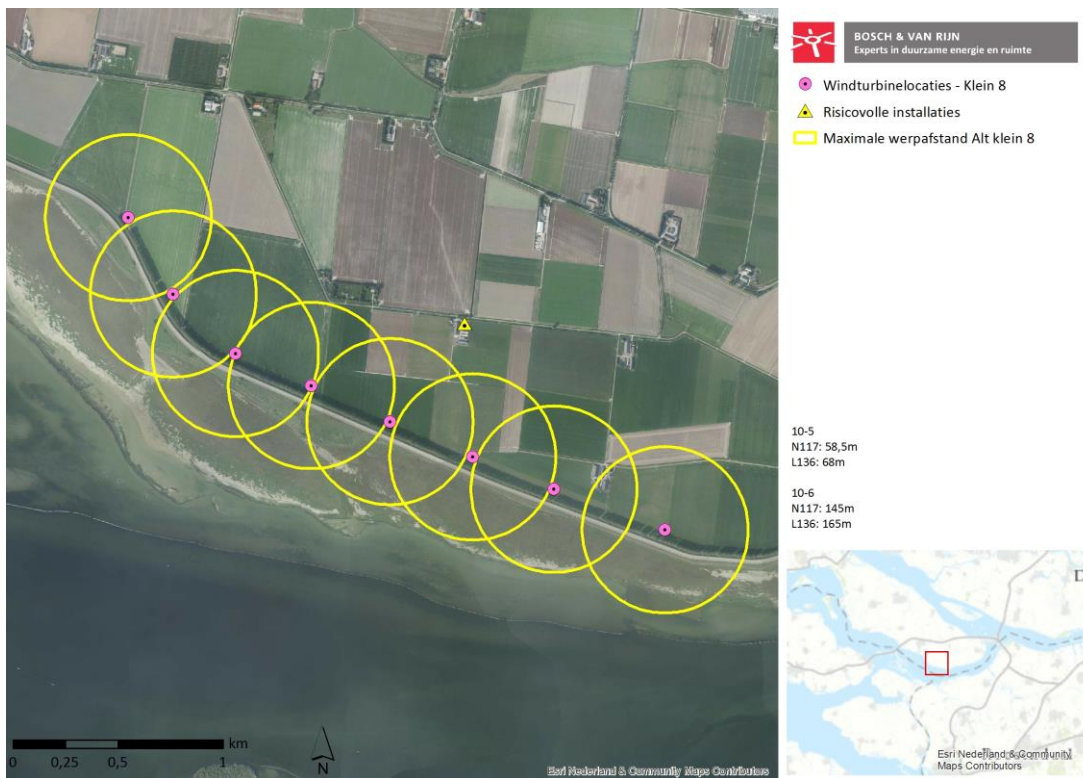 BOSCH & VAN RIJN
Experts in duurzame energie en ruimte
Windturbinelocaties - Klein 8
Risicovolle installaties
Maximale werpafstand Alt klein 8
10-5
N117: 58,5m
L136: 68m
10-6
N117: 145m
L136: 165m
km
0 0,25 0,5 1
N
Esri Nederland & Community Maps Contributors
D
Esri Nederland & Community
Maps Contributors